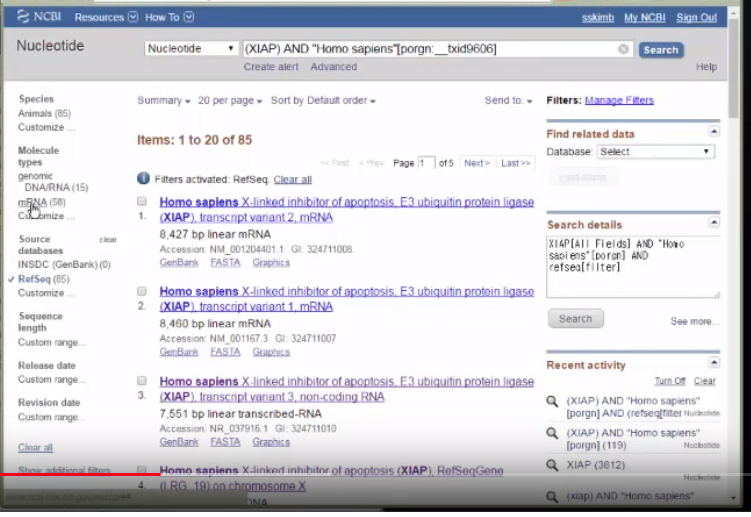 NCBI Resources How To sskimb My NCBI Sign Out
Nucleotide
Nucleotide (XIAP) AND "Homo sapiens"[porgn:__txid9606] Search
Create alert Advanced Help
Species
Animals (85)
Customize ...
Molecule
types
genomic
DNA/RNA (15)
mRNA (58)
Customize ...
Source clear
databases
INSDC (GenBank) (0)
RefSeq (85)
Customize ...
Sequence
length
Custom range...
Release date
Custom range...
Revision date
Custom range...
Clear all
Show additional filters
Summary 20 per page Sort by Default order Send to:
Items: 1 to 20 of 85
<< First < Prev Page 1 of 5 Next > Last >>
Filters activated: RefSeq. Clear all
Homo sapiens X-linked inhibitor of apoptosis, E3 ubiquitin protein ligase
1. (XIAP), transcript variant 2, mRNA
8,427 bp linear mRNA
Accession: NM_001204401.1 GI: 324711008
GenBank FASTA Graphics
Homo sapiens X-linked inhibitor of apoptosis, E3 ubiquitin protein ligase
2. (XIAP), transcript variant 1, mRNA
8,460 bp linear mRNA
Accession: NM_001167.3 GI: 324711007
GenBank FASTA Graphics
Homo sapiens X-linked inhibitor of apoptosis, E3 ubiquitin protein ligase
3. (XIAP), transcript variant 3, non-coding RNA
7,551 bp linear transcribed-RNA
Accession: NR_037916.1 GI: 324711010
GenBank FASTA Graphics
Homo sapiens X-linked inhibitor of apoptosis (XIAP), RefSeqGene
4. (LRG_19) on chromosome X
Filters: Manage Filters
Find related data
Database: Select
Find items
Search details
XIAP[All Fields] AND "Homo
sapiens"[porgn] AND
refseq[filter]
Search See more...
Recent activity
Turn Off Clear
(XIAP) AND "Homo sapiens"
[porgn] AND (refseq[filter Nucleotide
(XIAP) AND "Homo sapiens"
[porgn] (119) Nucleotide
XIAP (3812)
Nucleotide
(xiap) AND "Homo sapiens"